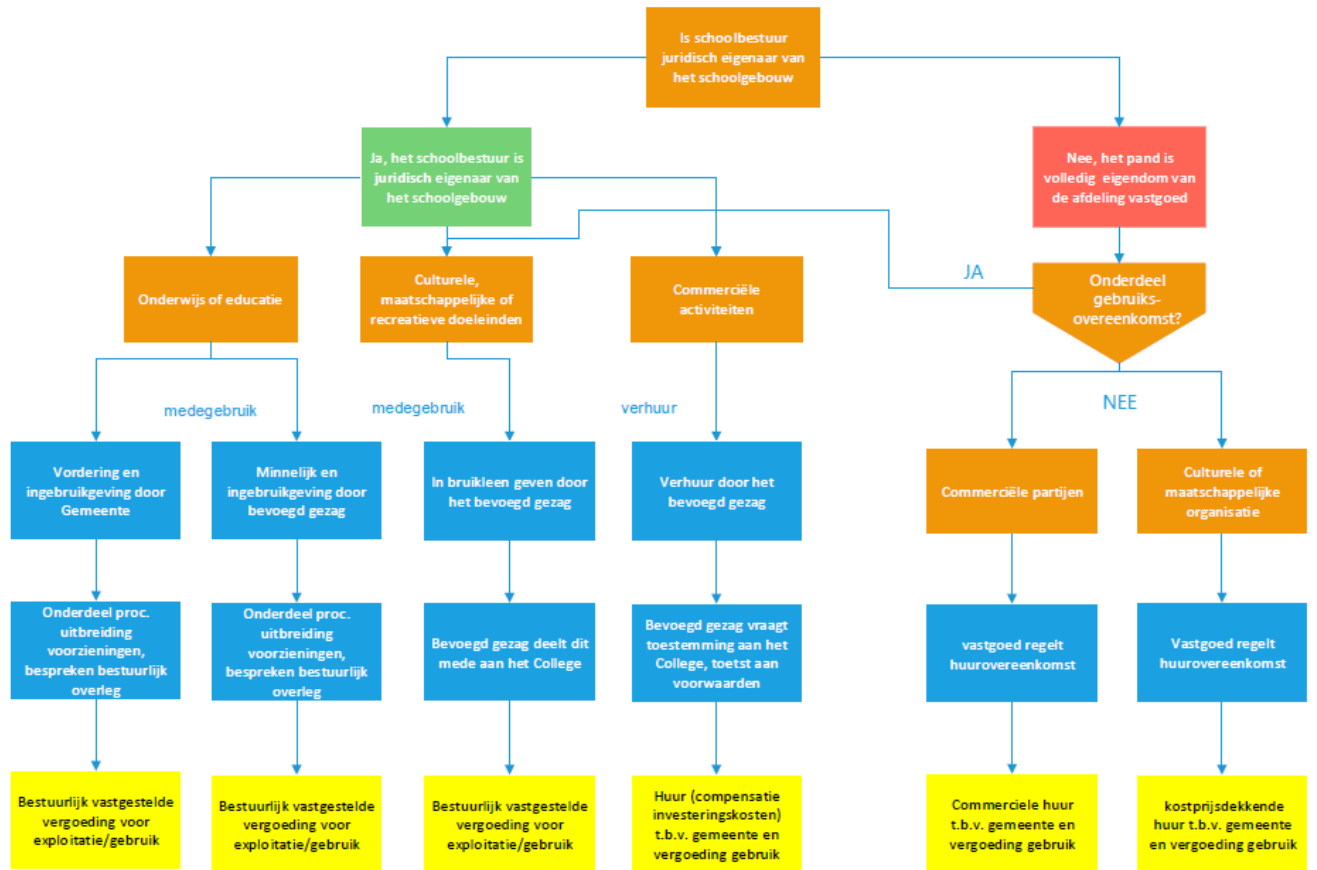 Is schoolbestuur
juridisch eigenaar van
het schoolgebouw
Ja, het schoolbestuur is
juridisch eigenaar van
het schoolgebouw
Nee, het pand is
volledig eigendom van
de afdeling vastgoed
Onderwijs of educatie
Culturele,
maatschappelijke of
recreatieve doeleinden
Commerciële
activiteiten
JA
Onderdeel
gebruiks-
overeenkomst?
medegebruik
medegebruik
verhuur
NEE
Vordering en
ingebruikgeving door
Gemeente
Minnelijk en
ingebruikgeving door
bevoegd gezag
In bruikleen geven door
het bevoegd gezag
Verhuur door het
bevoegd gezag
Commerciële partijen
Culturele of
maatschappelijke
organisatie
Onderdeel proc.
uitbreiding
voorzieningen,
bespreken bestuurlijk
overleg
Onderdeel proc.
uitbreiding
voorzieningen,
bespreken bestuurlijk
overleg
Bevoegd gezag deelt dit
mede aan het College
Bevoegd gezag vraagt
toestemming aan het
College, toetst aan
voorwaarden
vastgoed regelt
huurovereenkomst
Vastgoed regelt
huurovereenkomst
Bestuurlijk vastgestelde
vergoeding voor
exploitatie/gebruik
Bestuurlijk vastgestelde
vergoeding voor
exploitatie/gebruik
Bestuurlijk vastgestelde
vergoeding voor
exploitatie/gebruik
Huur (compensatie
investeringskosten)
t.b.v. gemeente en
vergoeding gebruik
Commerciele huur
t.b.v. gemeente en
vergoeding gebruik
kostprijsdekkende
huur t.b.v. gemeente
en vergoeding gebruik